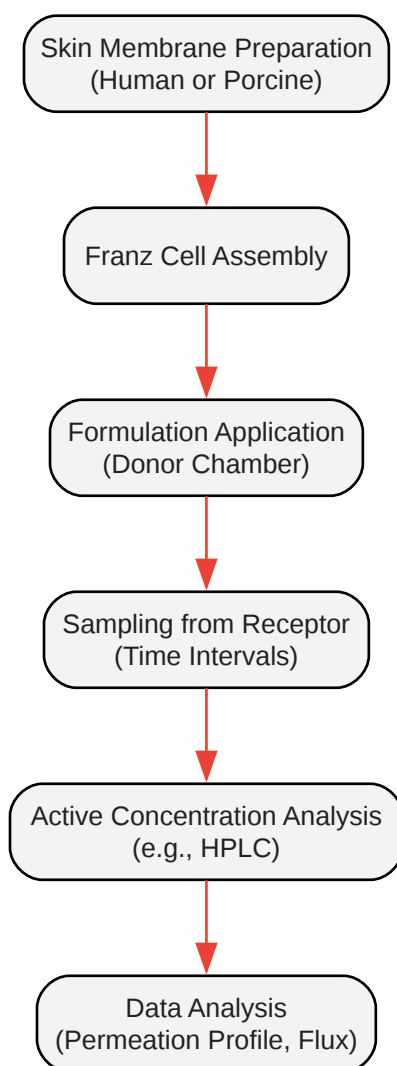 Skin Membrane Preparation
(Human or Porcine)
Franz Cell Assembly
Formulation Application
(Donor Chamber)
Sampling from Receptor
(Time Intervals)
Active Concentration Analysis
(e.g., HPLC)
Data Analysis
(Permeation Profile, Flux)